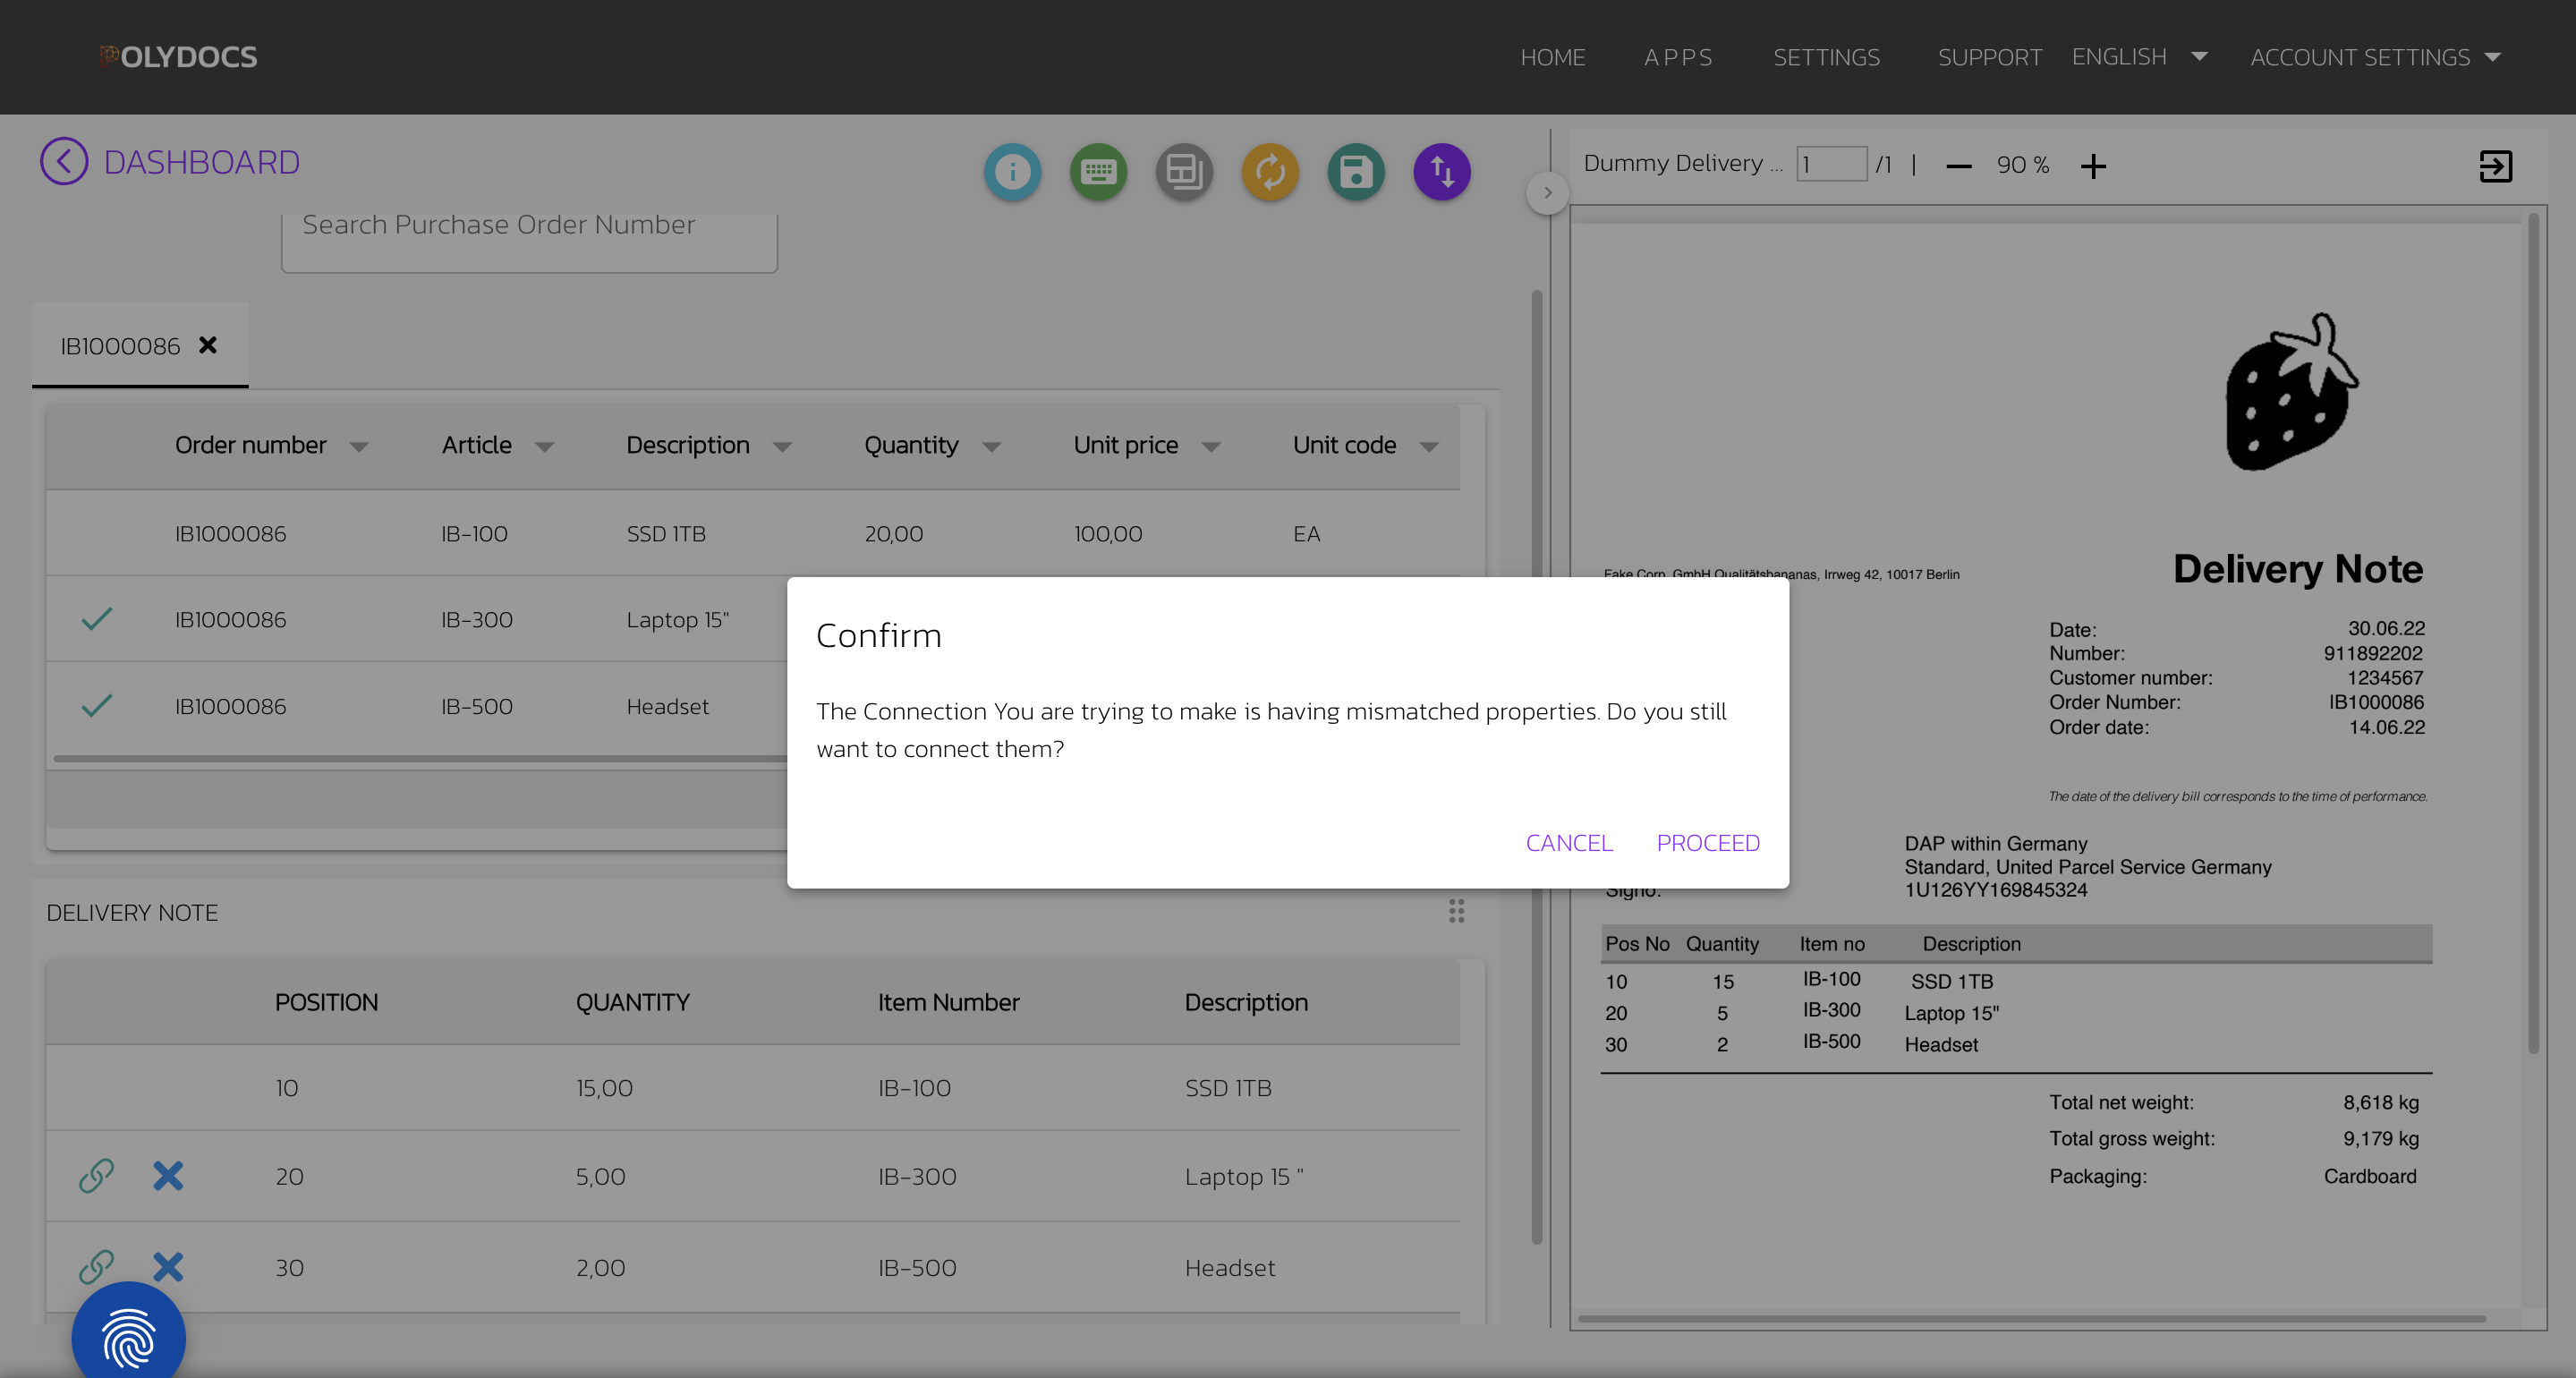 POLYDOCS
HOME APPS SETTINGS SUPPORT ENGLISH ACCOUNT SETTINGS
DASHBOARD
Search Purchase Order Number
IB1000086
Order number Article Description Quantity Unit price Unit code
IB1000086 IB-100 SSD 1TB 20,00 100,00 EA
IB1000086 IB-300 Laptop 15"
IB1000086 IB-500 Headset
Confirm
The Connection You are trying to make is having mismatched properties. Do you still
want to connect them?
CANCEL PROCEED
DELIVERY NOTE
POSITION QUANTITY Item Number Description
10 15,00 IB-100 SSD 1TB
20 5,00 IB-300 Laptop 15 "
30 2,00 IB-500 Headset
Dummy Delivery ... 1 /1 | 90 %
Fake Corp. GmbH Qualitätsbananas, Irrweg 42, 10017 Berlin
Delivery Note
Date: 30.06.22
Number: 911892202
Customer number: 1234567
Order Number: IB1000086
Order date: 14.06.22
The date of the delivery bill corresponds to the time of performance.
DAP within Germany
Standard, United Parcel Service Germany
Signo: 1U126YY169845324
Pos No Quantity Item no Description
10 15 IB-100 SSD 1TB
20 5 IB-300 Laptop 15"
30 2 IB-500 Headset
Total net weight: 8,618 kg
Total gross weight: 9,179 kg
Packaging: Cardboard